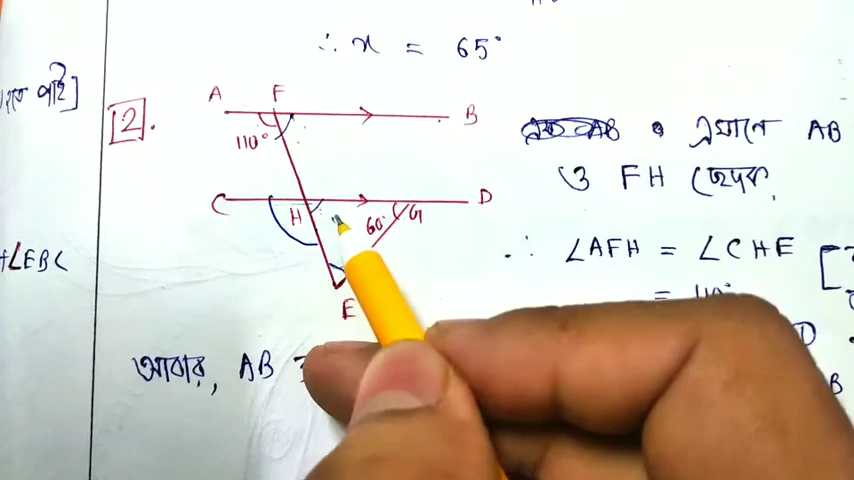 ∴ x = 65°
পাই]
[2].
A F B
110°
C H 60° G D
E
এখানে AB
ও FH ছেদক,
∠EBC
∴ ∠AFH = ∠CHE [
=
আবার, AB